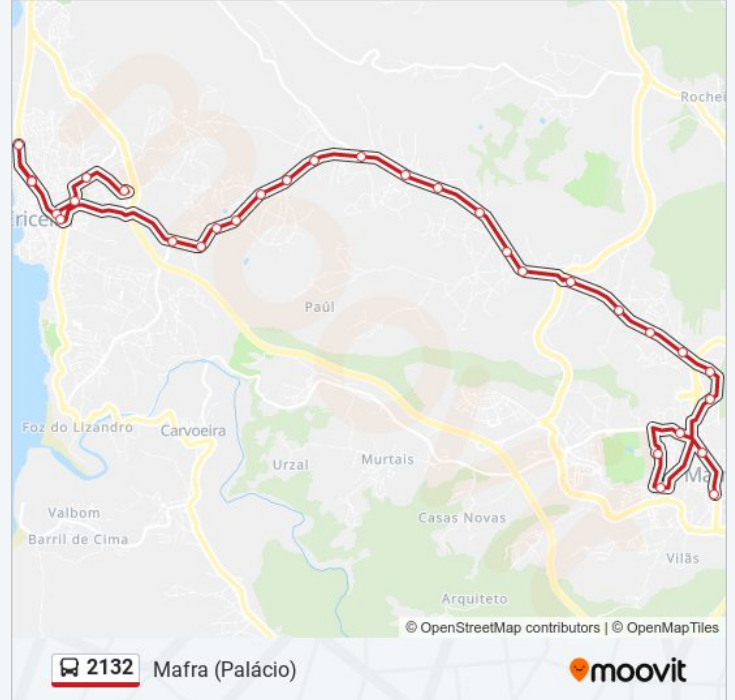 Rochei
Ericei
Paúl
Foz do Lizandro
Carvoeira
Urzal
Murtais
Ma
Valbom
Casas Novas
Barril de Cima
Vilãs
Arquiteto
© OpenStreetMap contributors | © OpenMapTiles
2132 Mafra (Palácio)
moovit